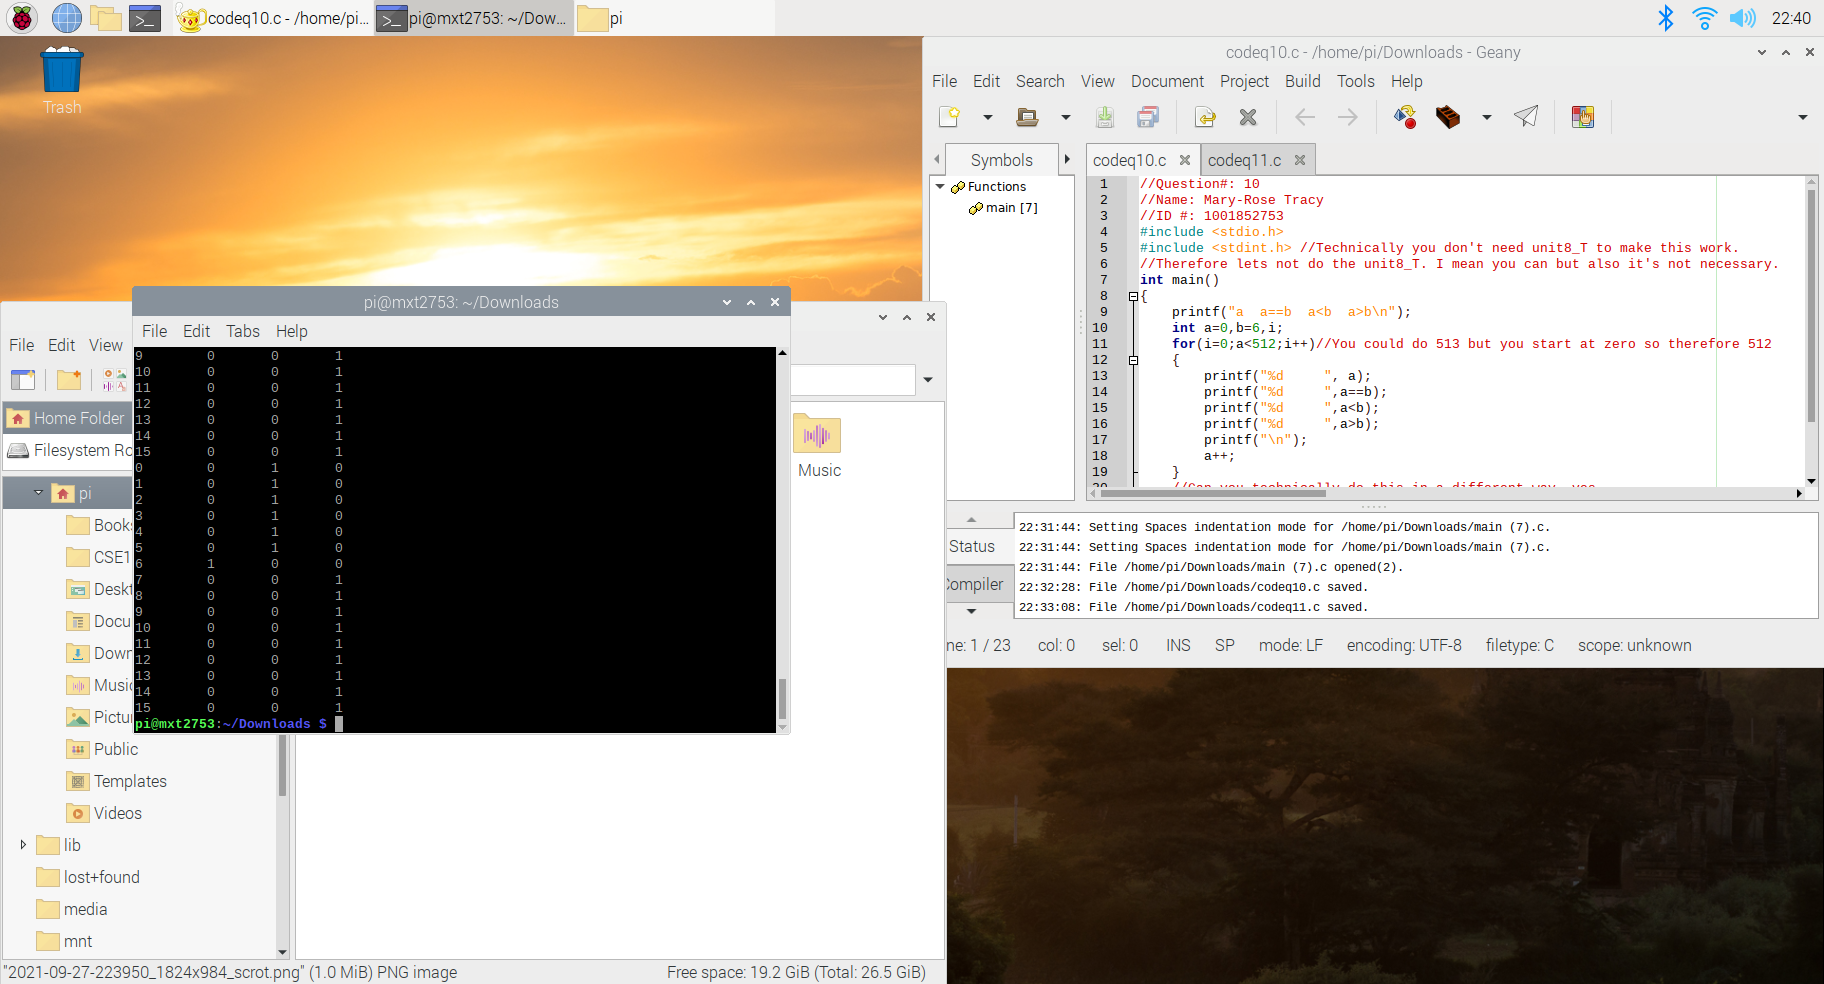 codeq10.c - /home/pi...
pi@mxt2753: ~/Dow...
pi
22:40
Trash
codeq10.c - /home/pi/Downloads - Geany
File Edit Search View Document Project Build Tools Help
Symbols
codeq10.c
codeq11.c
Functions
main [7]
1 //Question#: 10
2 //Name: Mary-Rose Tracy
3 //ID #: 1001852753
4 #include <stdio.h>
5 #include <stdint.h> //Technically you don't need unit8_T to make this work.
6 //Therefore lets not do the unit8_T. I mean you can but also it's not necessary.
7 int main()
8 {
9 printf("a  a==b  a<b  a>b\n");
10 int a=0,b=6,i;
11 for(i=0;a<512;i++)//You could do 513 but you start at zero so therefore 512
12 {
13 printf("%d     ", a);
14 printf("%d     ",a==b);
15 printf("%d     ",a<b);
16 printf("%d     ",a>b);
17 printf("\n");
18 a++;
19 }
20 //Can you technically do this in a different way, yes
Status
Compiler
22:31:44: Setting Spaces indentation mode for /home/pi/Downloads/main (7).c.
22:31:44: Setting Spaces indentation mode for /home/pi/Downloads/main (7).c.
22:31:44: File /home/pi/Downloads/main (7).c opened(2).
22:32:28: File /home/pi/Downloads/codeq10.c saved.
22:33:08: File /home/pi/Downloads/codeq11.c saved.
ne: 1 / 23 col: 0 sel: 0 INS SP mode: LF encoding: UTF-8 filetype: C scope: unknown
pi@mxt2753: ~/Downloads
File Edit Tabs Help
9 0 0 1
10 0 0 1
11 0 0 1
12 0 0 1
13 0 0 1
14 0 0 1
15 0 0 1
0 0 1 0
1 0 1 0
2 0 1 0
3 0 1 0
4 0 1 0
5 0 1 0
6 1 0 0
7 0 0 1
8 0 0 1
9 0 0 1
10 0 0 1
11 0 0 1
12 0 0 1
13 0 0 1
14 0 0 1
15 0 0 1
pi@mxt2753:~/Downloads $
File Edit View
Home Folder
Filesystem Ro
pi
Books
CSE1
Deskt
Docu
Down
Music
Pictu
Public
Templates
Videos
lib
lost+found
media
mnt
Music
"2021-09-27-223950_1824x984_scrot.png" (1.0 MiB) PNG image
Free space: 19.2 GiB (Total: 26.5 GiB)